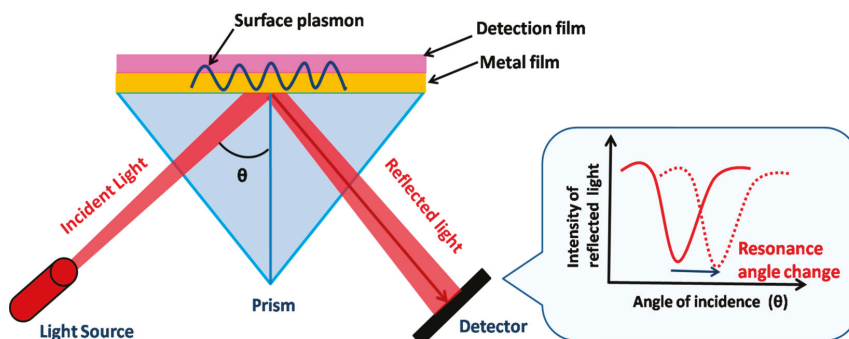 Surface plasmon
Detection film
Metal film
θ
Incident Light
Reflected light
Light Source
Prism
Detector
Intensity of
reflected light
Resonance
angle change
Angle of incidence (θ)